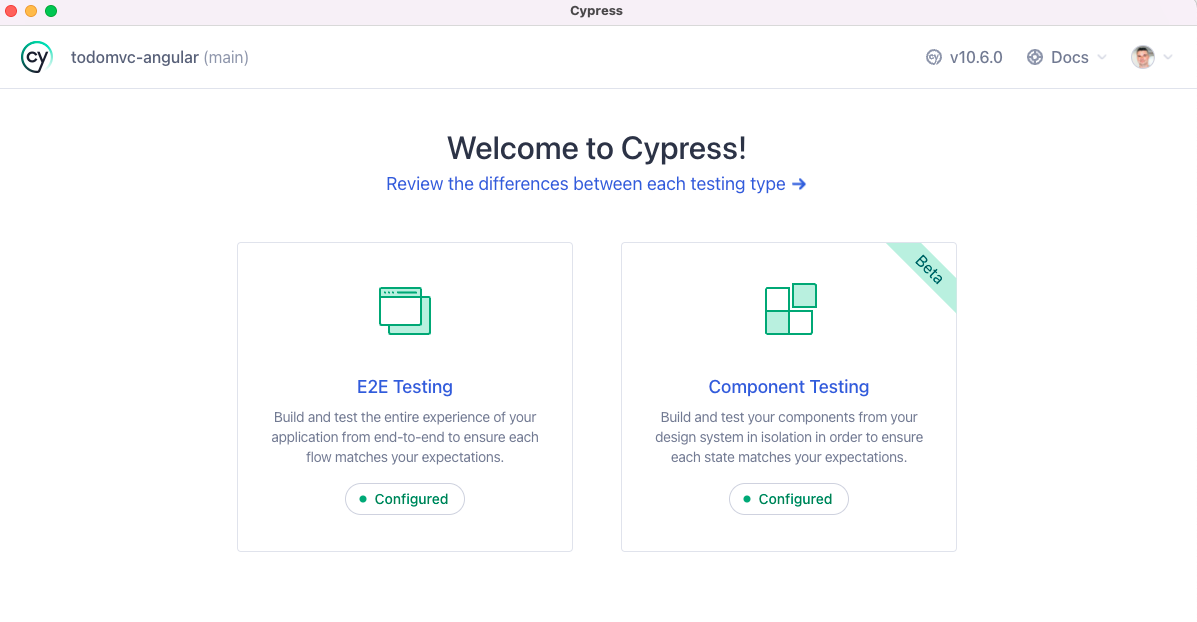 Cypress
cy todomvc-angular (main) cy v10.6.0 Docs
Welcome to Cypress!
Review the differences between each testing type →
Beta
E2E Testing
Build and test the entire experience of your
application from end-to-end to ensure each
flow matches your expectations.
Configured
Component Testing
Build and test your components from your
design system in isolation in order to ensure
each state matches your expectations.
Configured